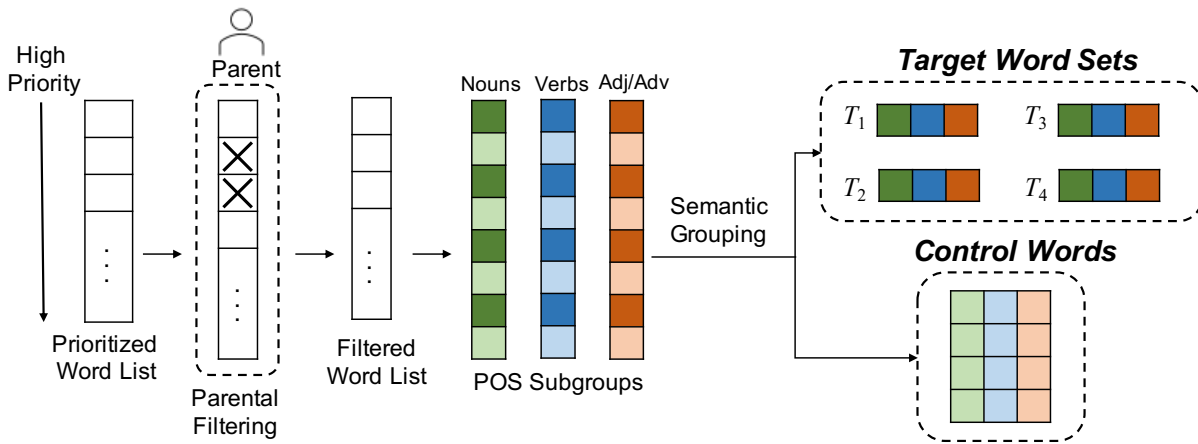 High
Priority
Parent
Prioritized
Word List
Parental
Filtering
Filtered
Word List
Nouns Verbs Adj/Adv
POS Subgroups
Semantic
Grouping
Target Word Sets
T1 T3
T2 T4
Control Words